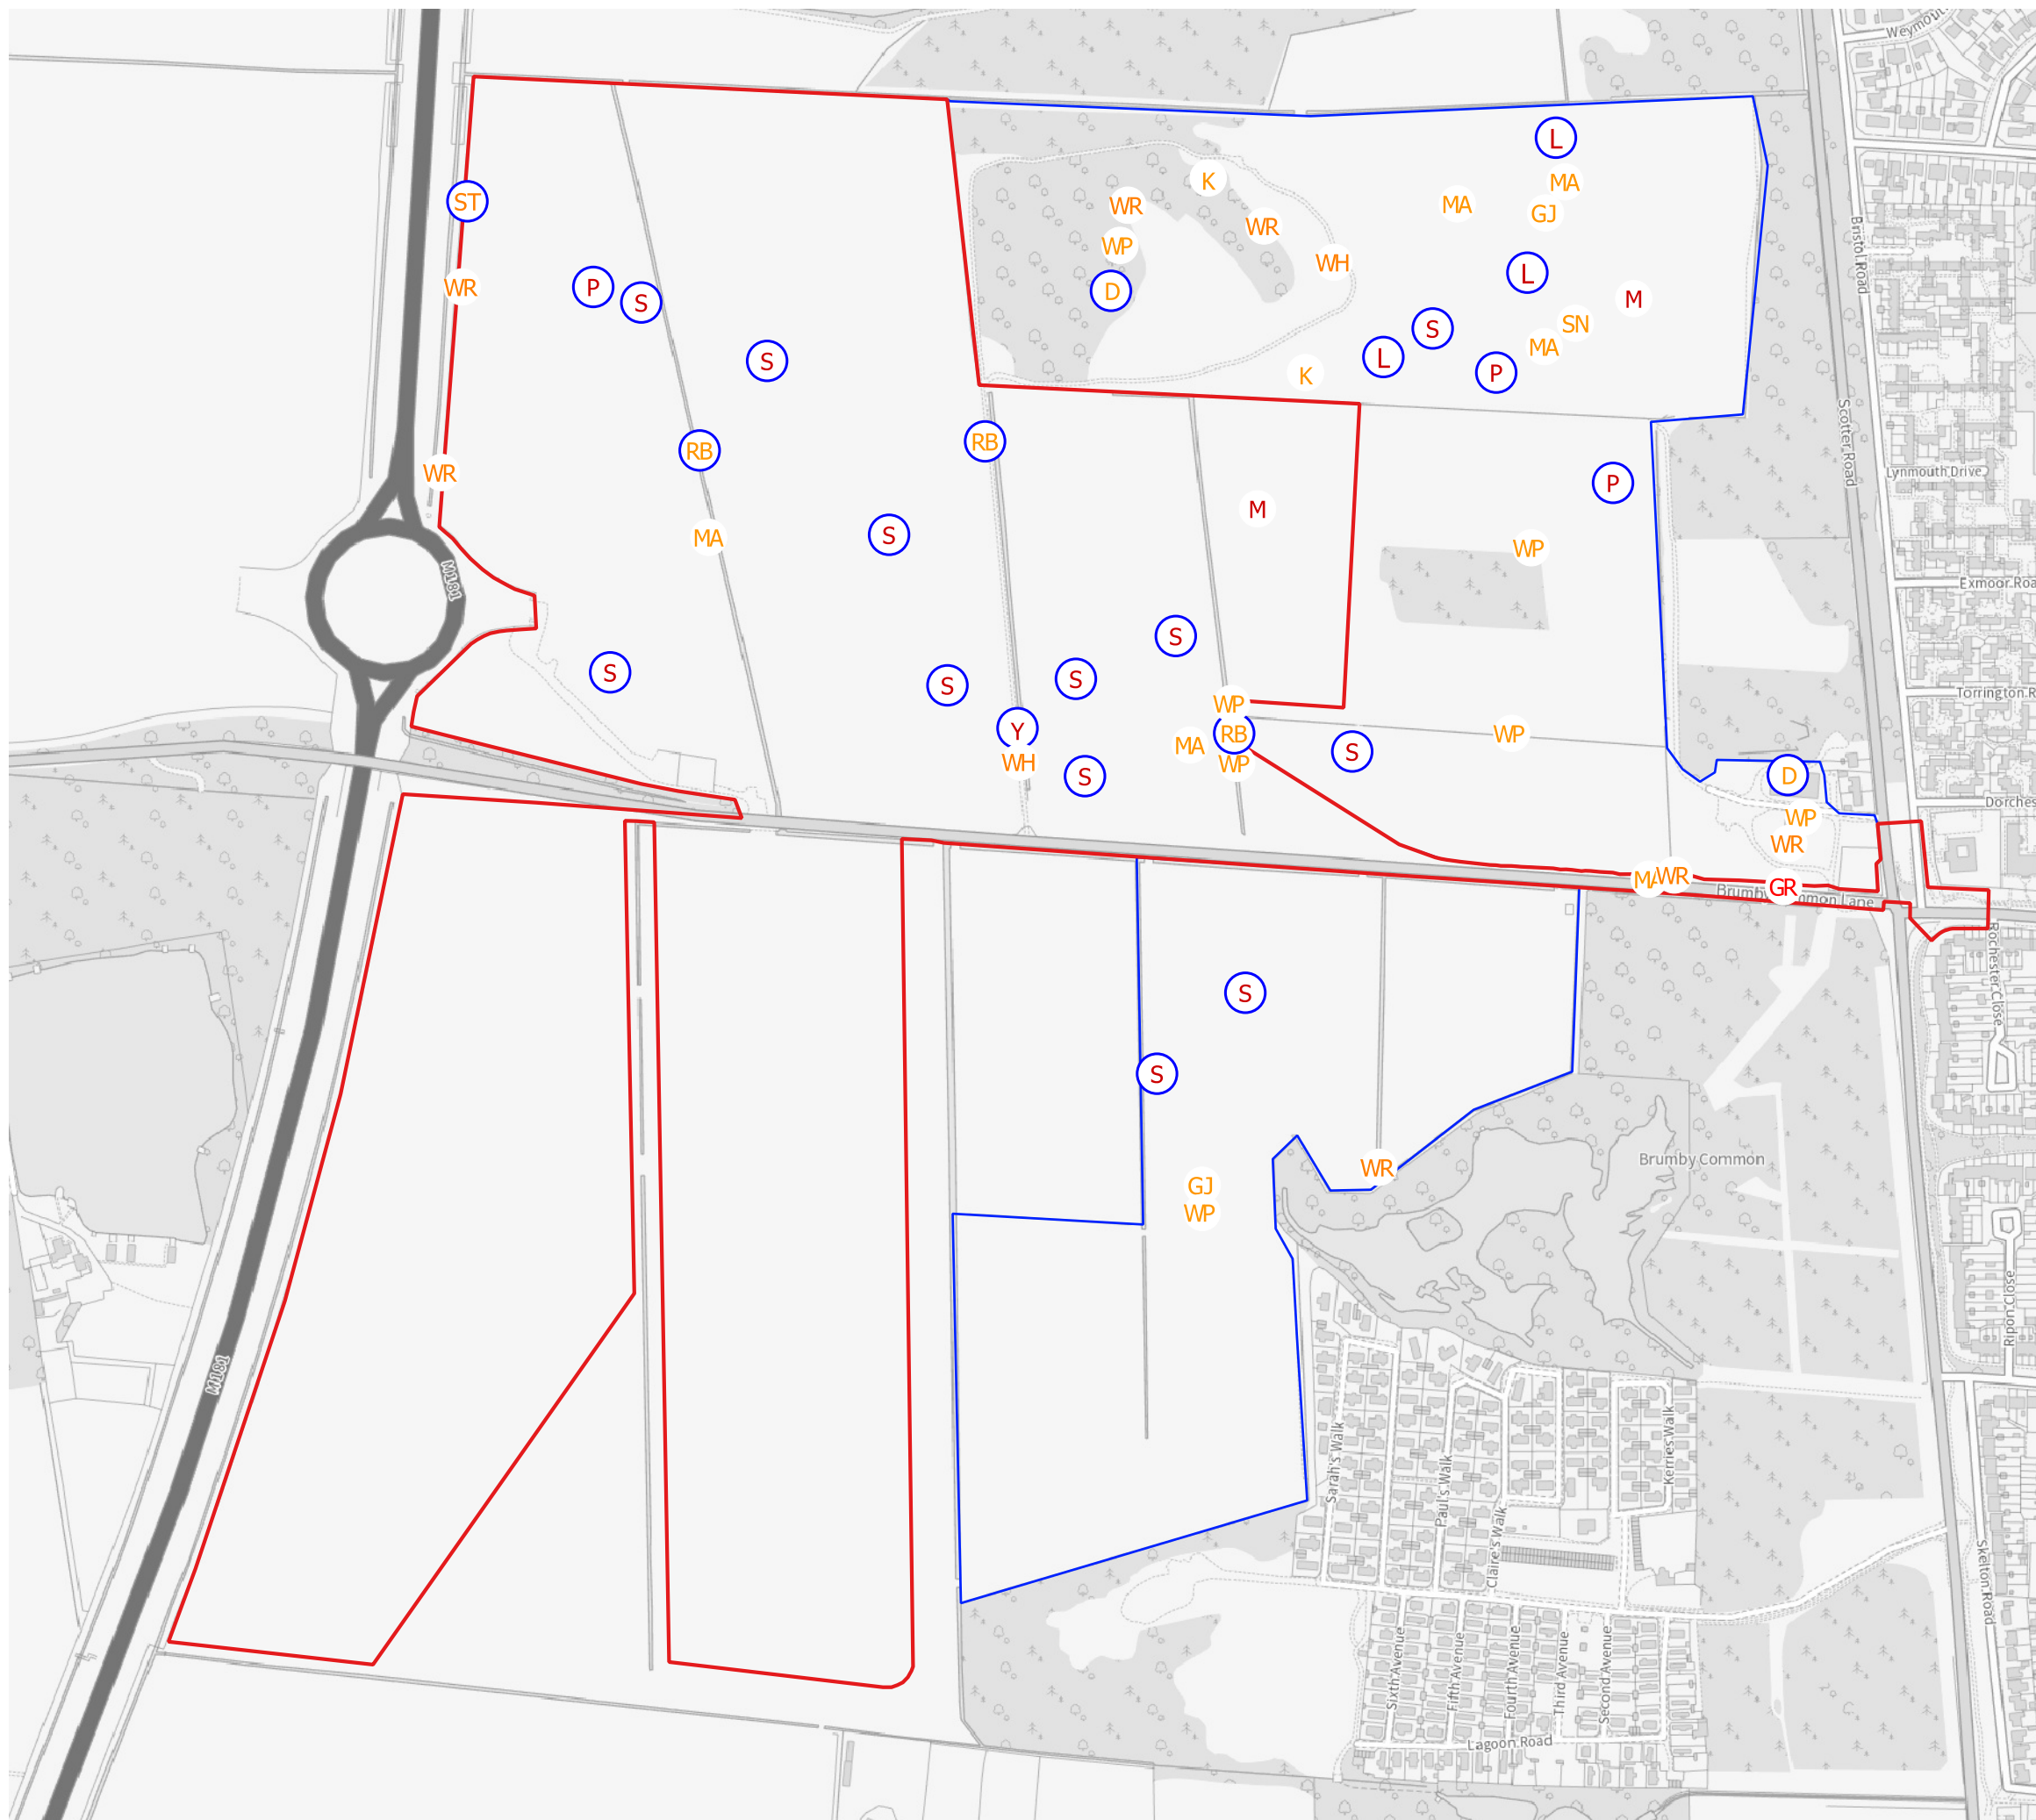 Weymouth
L
MA
K
ST
WR
MA
GJ
WR
WP
WH
Bristol Road
L
WR
P
S
D
M
SN
S
MA
L
S
K
P
Scotter Road
RB
RB
WR
Lynmouth Drive
P
M
S
MA
WP
M181
Exmoor Roa
S
S
S
S
Torrington R
WP
Y
RB
WP
MA
S
WH
WP
S
D
Dorches
WP
WR
MA
WR
GR
Rochester Close
S
S
Brumby Common
WR
GJ
WP
Ripon Close
M181
Sarah's Walk
Paul's Walk
Kerries Walk
Claire's Walk
Skelton Road
Sixth Avenue
Fifth Avenue
Fourth Avenue
Third Avenue
Second Avenue
Lagoon Road